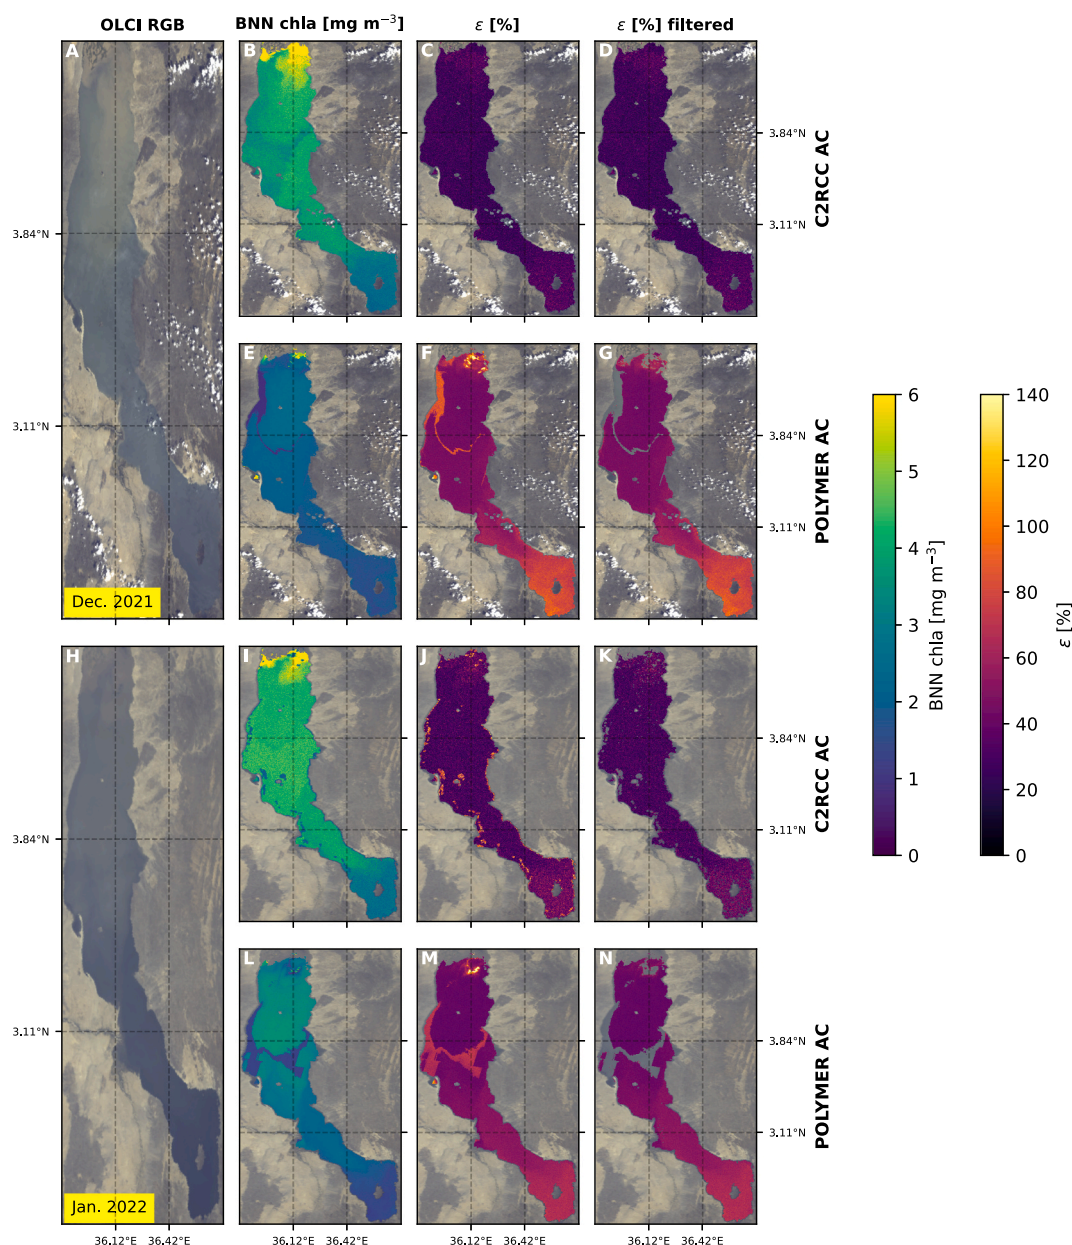 OLCI RGB
BNN chla [mg m⁻³]
ε [%]
ε [%] filtered
A
B
C
D
3.84°N
3.11°N
C2RCC AC
3.84°N
3.11°N
Dec. 2021
E
F
G
3.84°N
3.11°N
POLYMER AC
H
I
J
K
3.84°N
3.11°N
C2RCC AC
3.84°N
3.11°N
Jan. 2022
L
M
N
3.84°N
3.11°N
POLYMER AC
36.12°E 36.42°E
36.12°E 36.42°E
36.12°E 36.42°E
36.12°E 36.42°E
6
5
4
3
2
1
0
BNN chla [mg m⁻³]
140
120
100
80
60
40
20
0
ε [%]